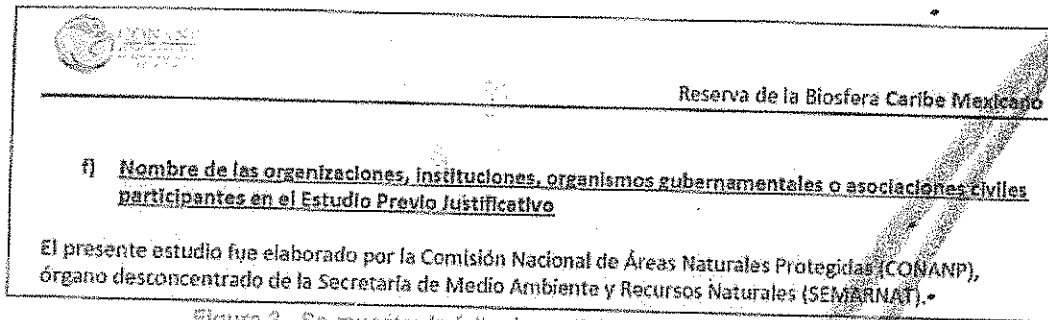 CONANP
Reserva de la Biosfera Caribe Mexicano
f) Nombre de las organizaciones, instituciones, organismos gubernamentales o asociaciones civiles
participantes en el Estudio Previo Justificativo
El presente estudio fue elaborado por la Comisión Nacional de Áreas Naturales Protegidas (CONANP),
órgano desconcentrado de la Secretaría de Medio Ambiente y Recursos Naturales (SEMARNAT).